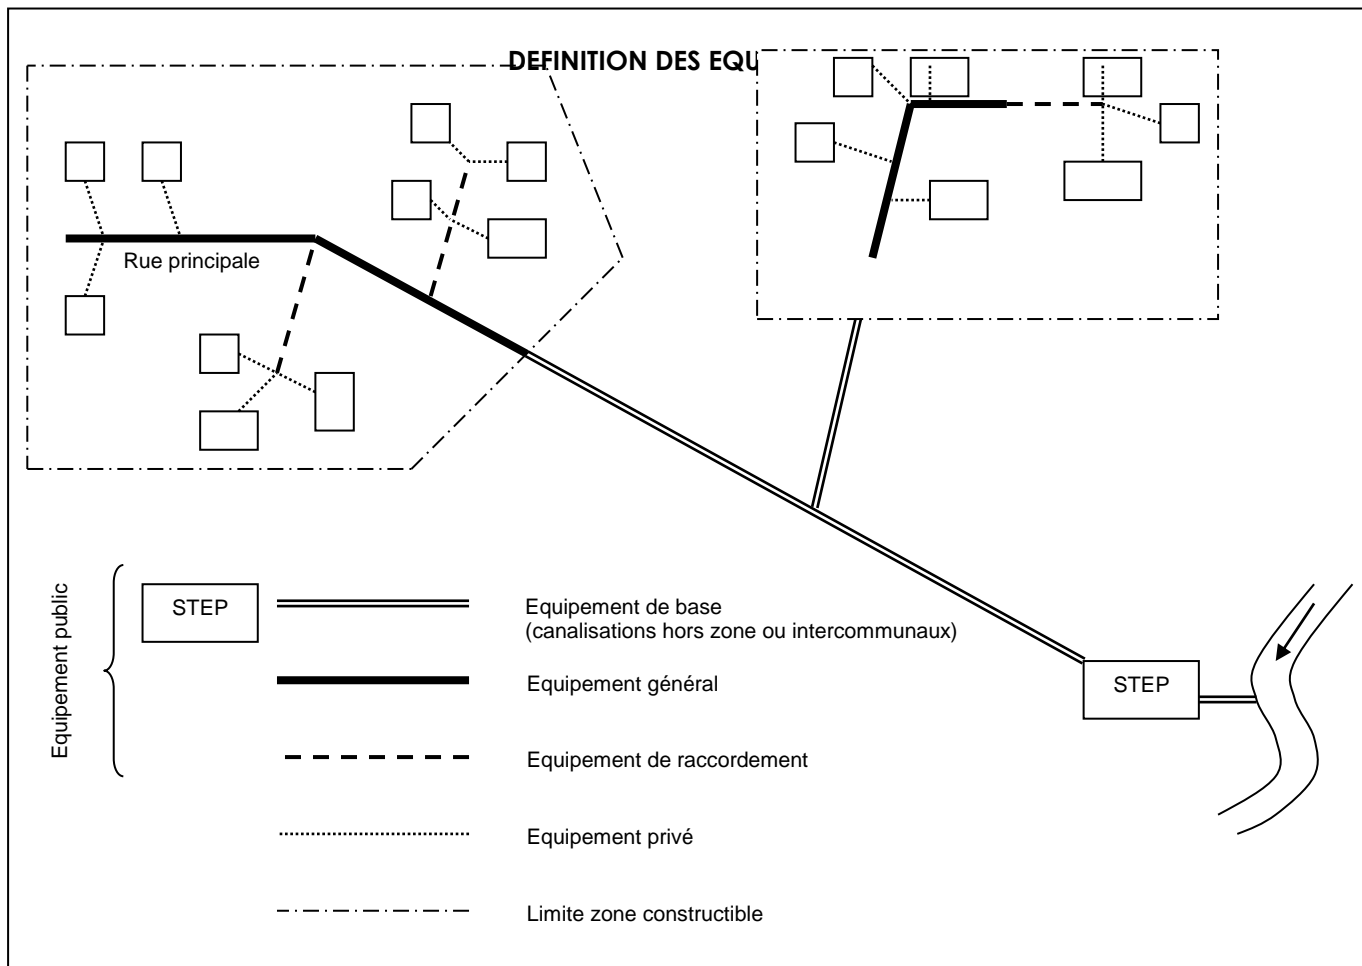 DEFINITION DES EQU
Rue principale
Equipement public
STEP
Equipement de base
(canalisations hors zone ou intercommunaux)
STEP
Equipement général
Equipement de raccordement
Equipement privé
Limite zone constructible